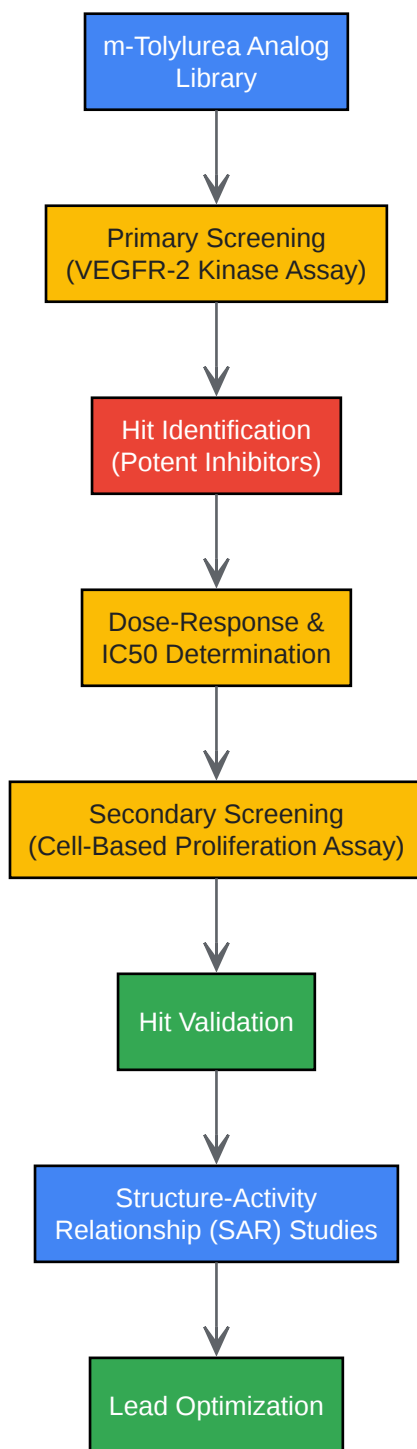 m-Tolylurea Analog
Library
Primary Screening
(VEGFR-2 Kinase Assay)
Hit Identification
(Potent Inhibitors)
Dose-Response &
IC50 Determination
Secondary Screening
(Cell-Based Proliferation Assay)
Hit Validation
Structure-Activity
Relationship (SAR) Studies
Lead Optimization